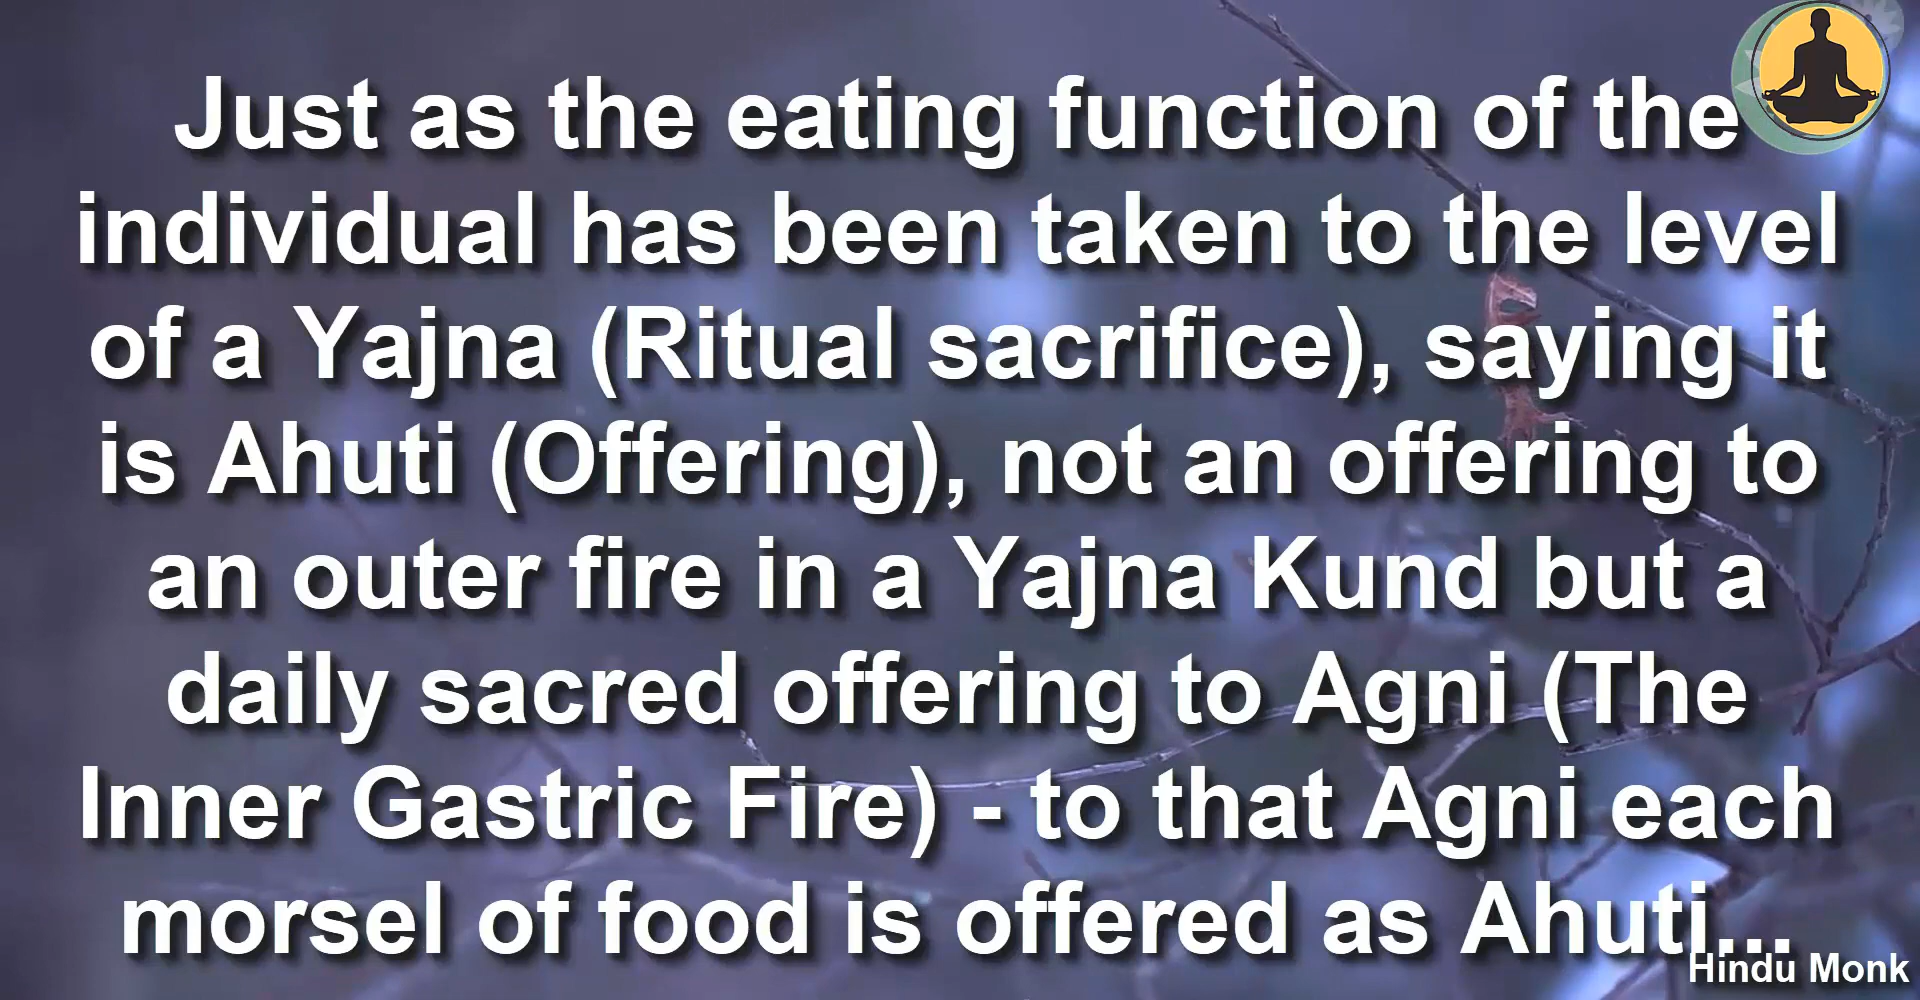 Just as the eating function of the
individual has been taken to the level
of a Yajna (Ritual sacrifice), saying it
is Ahuti (Offering), not an offering to
an outer fire in a Yajna Kund but a
daily sacred offering to Agni (The
Inner Gastric Fire) - to that Agni each
morsel of food is offered as Ahuti...
Hindu Monk